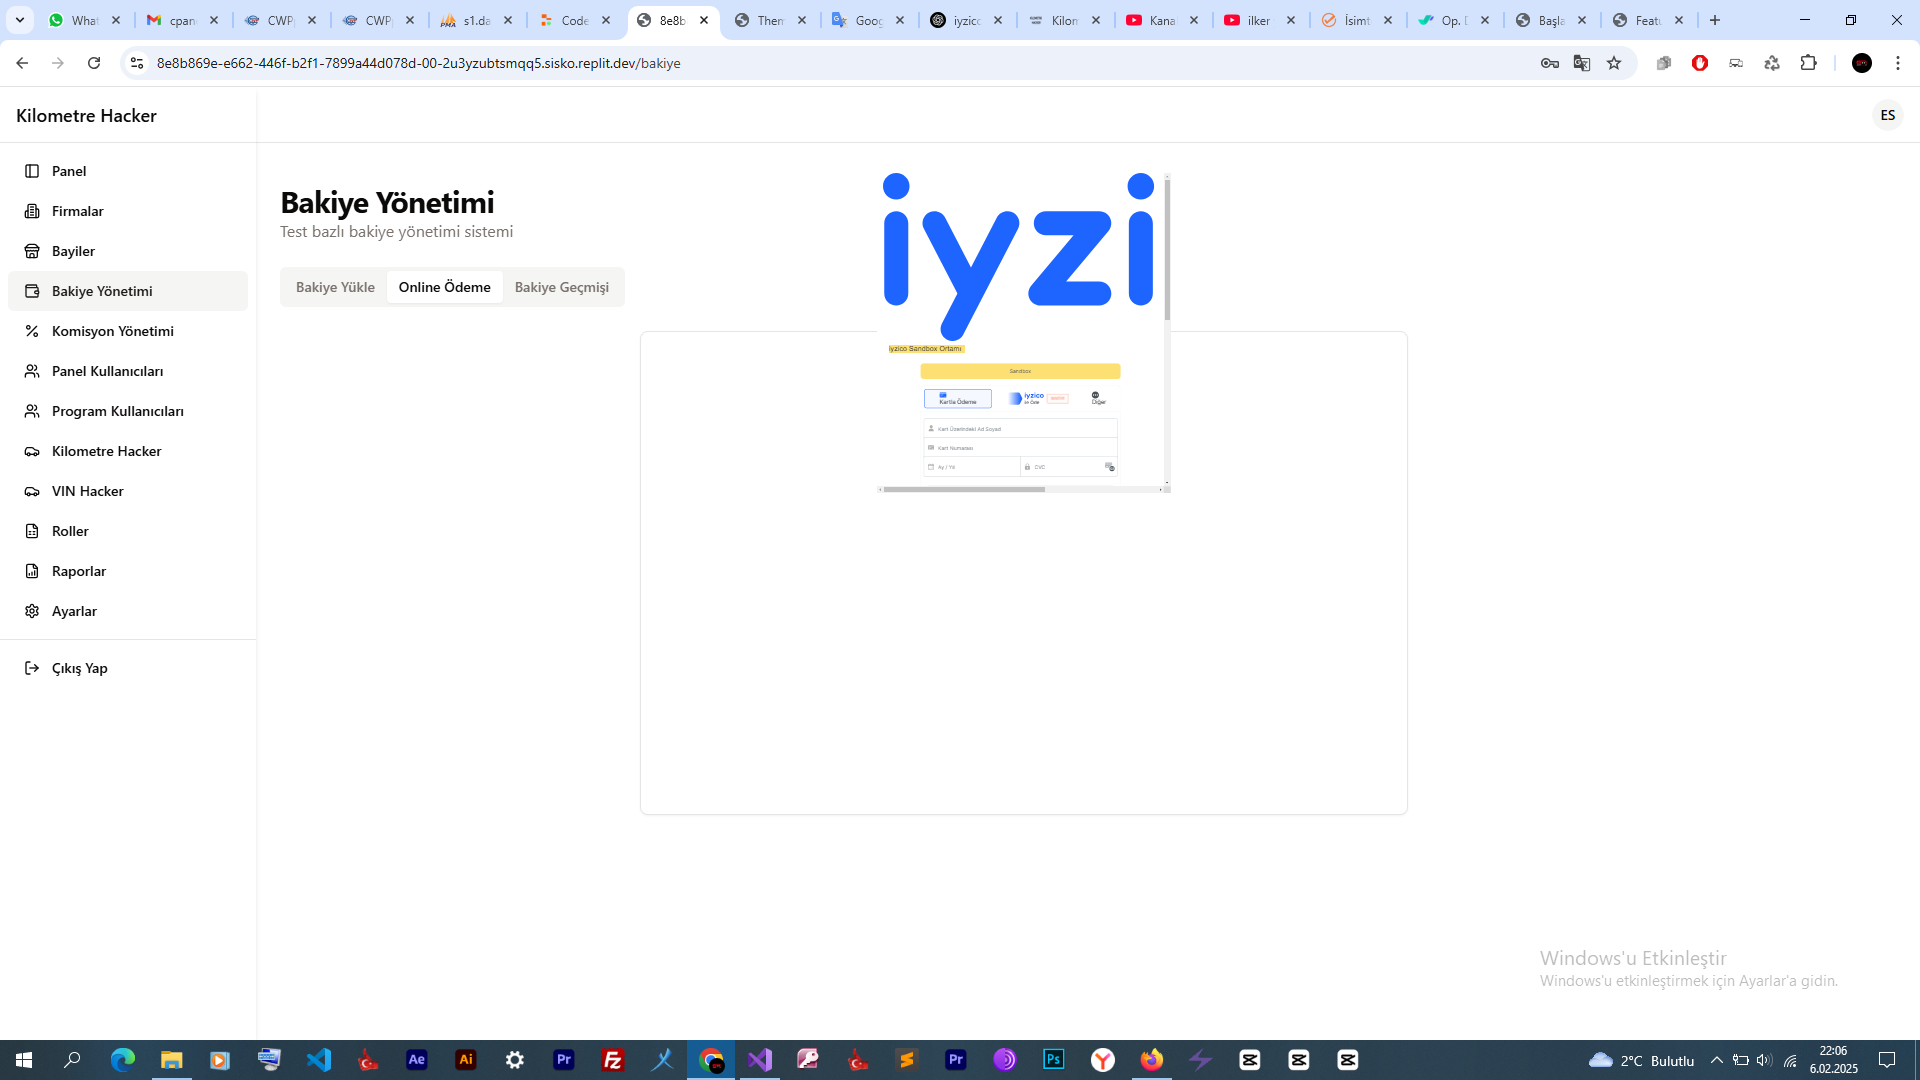 What
cpan
CWP
CWP
s1.da
Code
8e8b
Them
Goog
iyzico
Kilon
Kana
ilker
İsimt
Op. D
Başla
Featu
8e8b869e-e662-446f-b2f1-7899a44d078d-00-2u3yzubtsmqq5.sisko.replit.dev/bakiye
Kilometre Hacker
ES
Panel
Firmalar
Bayiler
Bakiye Yönetimi
Komisyon Yönetimi
Panel Kullanıcıları
Program Kullanıcıları
Kilometre Hacker
VIN Hacker
Roller
Raporlar
Ayarlar
Çıkış Yap
Bakiye Yönetimi
Test bazlı bakiye yönetimi sistemi
Bakiye Yükle
Online Ödeme
Bakiye Geçmişi
iyzi
iyzico Sandbox Ortamı
Sandbox
Kartla Ödeme
iyzico
ile Öde
Diğer
Kart Üzerindeki Ad Soyad
Kart Numarası
Ay / Yıl
CVC
Windows'u Etkinleştir
Windows'u etkinleştirmek için Ayarlar'a gidin.
2°C Bulutlu
22:06
6.02.2025